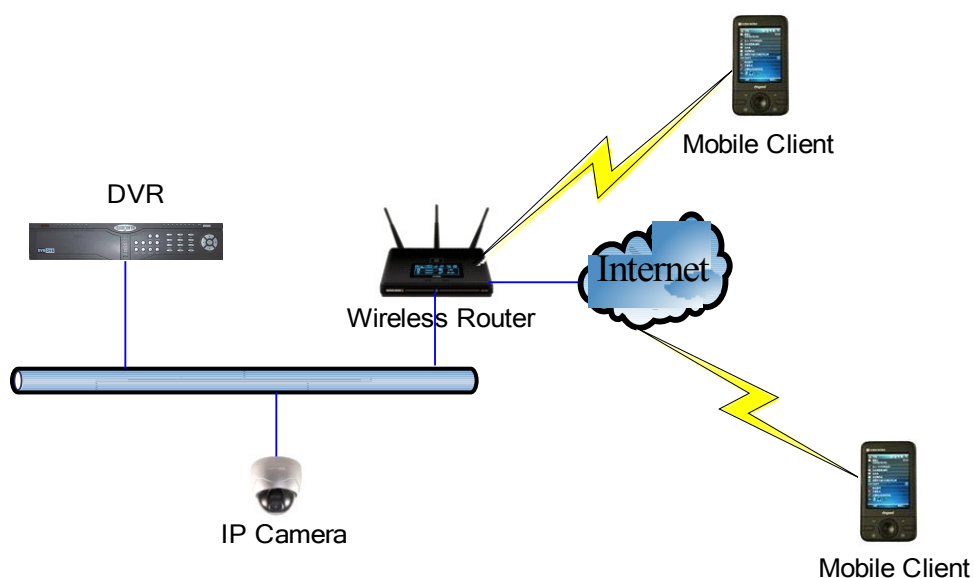 Mobile Client
DVR
Internet
Wireless Router
IP Camera
Mobile Client